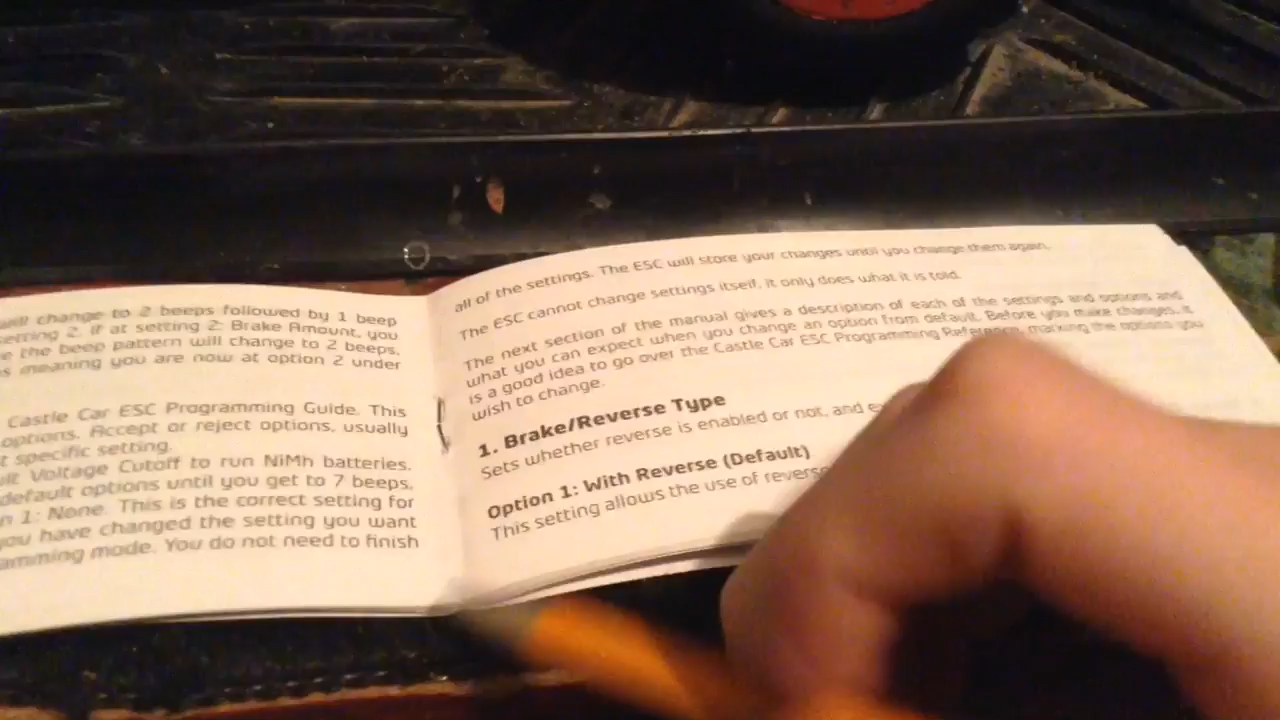 will change to 2 beeps followed by 1 beep
setting 2. If at setting 2: Brake Amount, you
the beep pattern will change to 2 beeps,
meaning you are now at option 2 under
Castle Car ESC Programming Guide. This
options. Accept or reject options, usually
specific setting.
Voltage Cutoff to run NiMh batteries.
default options until you get to 7 beeps,
1: None. This is the correct setting for
you have changed the setting you want
mode. You do not need to finish
all of the settings. The ESC will store your changes until you change them again.
The ESC cannot change settings itself, it only does what it is told.
The next section of the manual gives a description of each of the settings and options and
what you can expect when you change an option from default. Before you make changes, it
is a good idea to go over the Castle Car ESC Programming Reference, marking the options you
wish to change.
1. Brake/Reverse Type
Sets whether reverse is enabled or not, and
Option 1: With Reverse (Default)
This setting allows the use of reverse